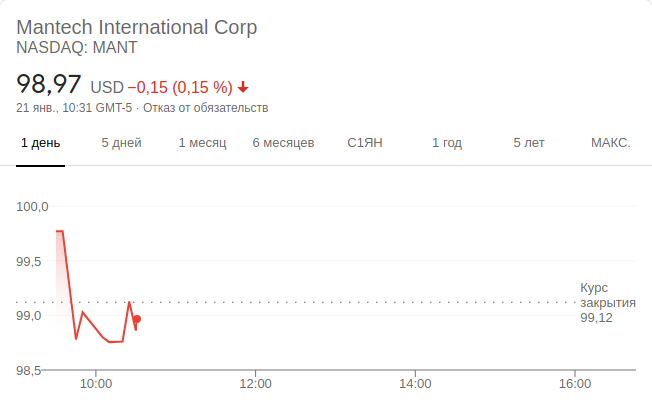 Mantech International Corp
NASDAQ: MANT
98,97 USD −0,15 (0,15 %)
21 янв., 10:31 GMT-5 · Отказ от обязательств
1 день 5 дней 1 месяц 6 месяцев С1ЯН 1 год 5 лет МАКС.
100,0
99,5
Курс
закрытия
99,12
99,0
98,5
10:00 12:00 14:00 16:00